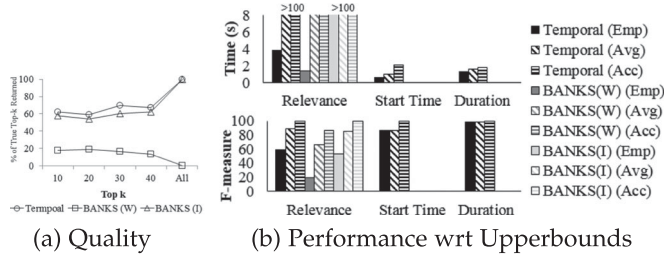 % of True Top-k Returned
100
80
60
40
20
0
10 20 30 40 All
Top k
Termpoal BANKS (W) BANKS (I)
(a) Quality
>100 >100
Time (s)
8
6
4
2
0
Relevance Start Time Duration
F-measure
100
80
60
40
20
0
Relevance Start Time Duration
Temporal (Emp)
Temporal (Avg)
Temporal (Acc)
BANKS(W) (Emp)
BANKS(W) (Avg)
BANKS(W) (Acc)
BANKS(I) (Emp)
BANKS(I) (Avg)
BANKS(I) (Acc)
(b) Performance wrt Upperbounds